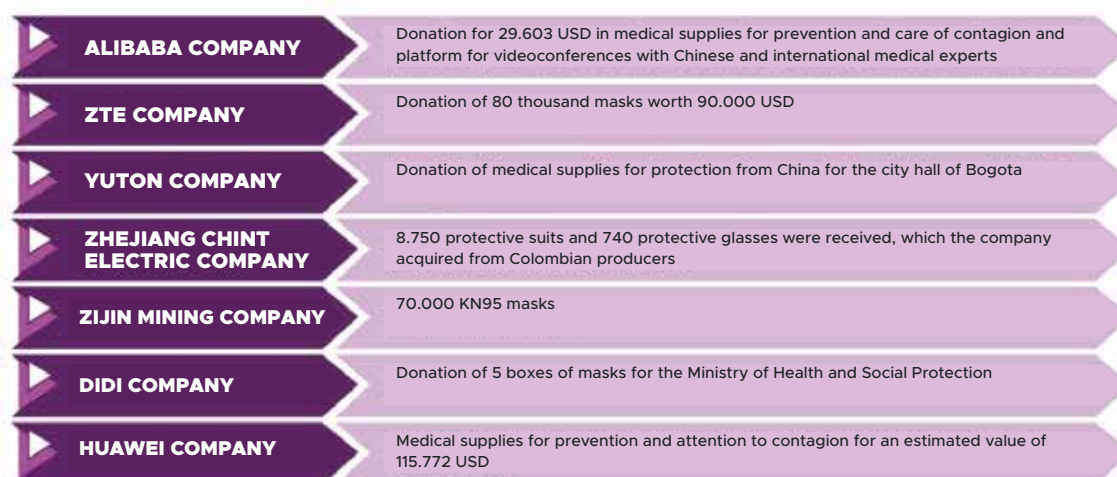 ALIBABA COMPANY
Donation for 29.603 USD in medical supplies for prevention and care of contagion and
platform for videoconferences with Chinese and international medical experts
ZTE COMPANY
Donation of 80 thousand masks worth 90.000 USD
YUTON COMPANY
Donation of medical supplies for protection from China for the city hall of Bogota
ZHEJIANG CHINT
ELECTRIC COMPANY
8.750 protective suits and 740 protective glasses were received, which the company
acquired from Colombian producers
ZIJIN MINING COMPANY
70.000 KN95 masks
DIDI COMPANY
Donation of 5 boxes of masks for the Ministry of Health and Social Protection
HUAWEI COMPANY
Medical supplies for prevention and attention to contagion for an estimated value of
115.772 USD